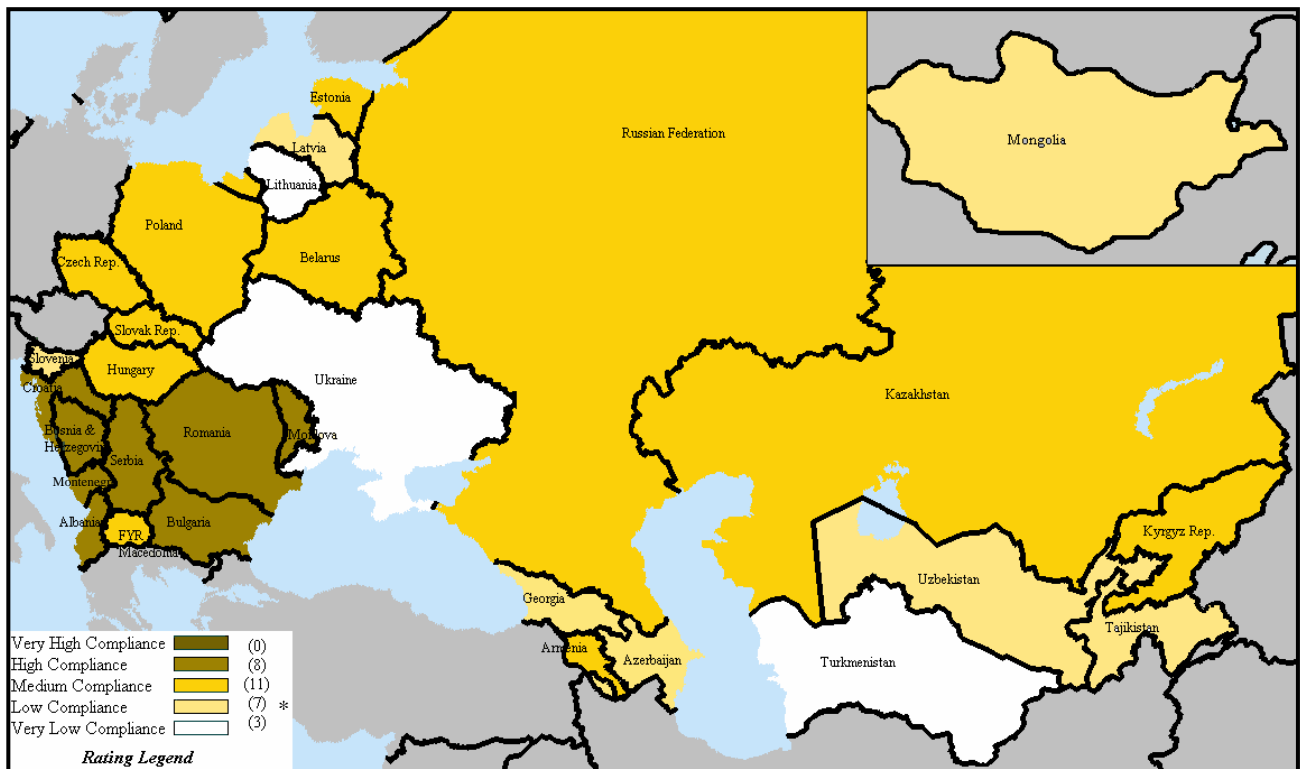 Estonia
Russian Federation
Latvia
Mongolia
Lithuania
Poland
Belarus
Czech Rep.
Slovak Rep.
Slovenia
Hungary
Ukraine
Croatia
Kazakhstan
Bosnia &
Herzegovin
Romania
Moldova
Serbia
Montenegr
Albania
Bulgaria
FYR
Macedonia
Kyrgyz Rep.
Uzbekistan
Georgia
Tajikistan
Armenia
Azerbaijan
Turkmenistan
Very High Compliance (0)
High Compliance (8)
Medium Compliance (11)
Low Compliance (7) *
Very Low Compliance (3)
Rating Legend